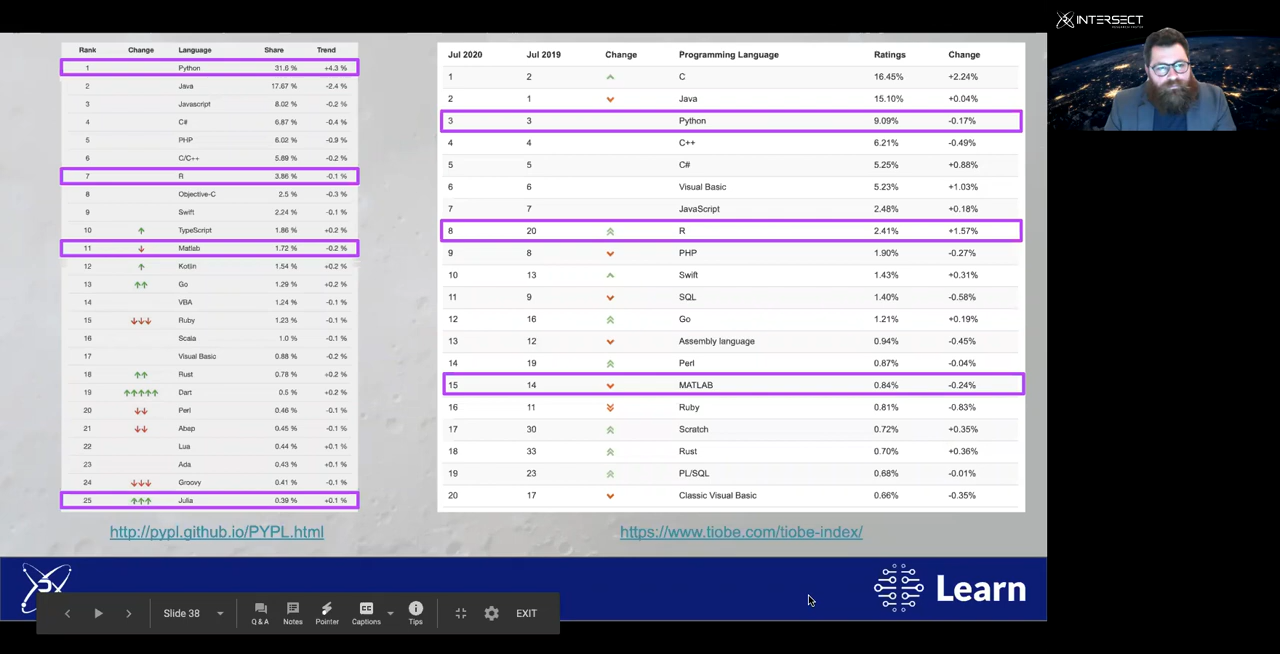 INTERSECT
Rank Change Language Share Trend
1 Python 31.6 % +4.3 %
2 Java 17.67 % -2.4 %
3 Javascript 8.02 % -0.2 %
4 C# 6.87 % -0.4 %
5 PHP 6.02 % -0.9 %
6 C/C++ 5.89 % -0.2 %
7 R 3.86 % -0.1 %
8 Objective-C 2.5 % -0.3 %
9 Swift 2.24 % -0.1 %
10 ↑ TypeScript 1.86 % +0.2 %
11 ↓ Matlab 1.72 % -0.2 %
12 ↑ Kotlin 1.54 % +0.2 %
13 ↑↑ Go 1.29 % +0.2 %
14 VBA 1.24 % -0.1 %
15 ↓↓↓ Ruby 1.23 % -0.1 %
16 Scala 1.0 % -0.1 %
17 Visual Basic 0.88 % -0.2 %
18 ↑↑ Rust 0.78 % +0.2 %
19 ↑↑↑↑↑ Dart 0.5 % +0.2 %
20 ↓↓ Perl 0.46 % -0.1 %
21 ↓↓ Abap 0.45 % -0.1 %
22 Lua 0.44 % +0.1 %
23 Ada 0.43 % +0.1 %
24 ↓↓↓ Groovy 0.41 % -0.1 %
25 ↑↑↑ Julia 0.39 % +0.1 %
http://pypl.github.io/PYPL.html
Jul 2020 Jul 2019 Change Programming Language Ratings Change
1 2 C 16.45% +2.24%
2 1 Java 15.10% +0.04%
3 3 Python 9.09% -0.17%
4 4 C++ 6.21% -0.49%
5 5 C# 5.25% +0.88%
6 6 Visual Basic 5.23% +1.03%
7 7 JavaScript 2.48% +0.18%
8 20 R 2.41% +1.57%
9 8 PHP 1.90% -0.27%
10 13 Swift 1.43% +0.31%
11 9 SQL 1.40% -0.58%
12 16 Go 1.21% +0.19%
13 12 Assembly language 0.94% -0.45%
14 19 Perl 0.87% -0.04%
15 14 MATLAB 0.84% -0.24%
16 11 Ruby 0.81% -0.83%
17 30 Scratch 0.72% +0.35%
18 33 Rust 0.70% +0.36%
19 23 PL/SQL 0.68% -0.01%
20 17 Classic Visual Basic 0.66% -0.35%
https://www.tiobe.com/tiobe-index/
Learn
Slide 38 Q & A Notes Pointer CC Captions Tips EXIT